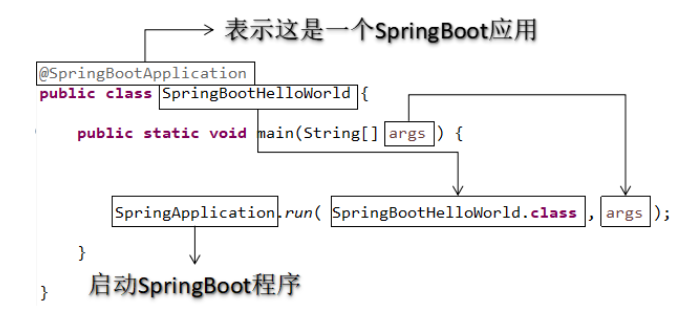 表示这是一个SpringBoot应用
@SpringBootApplication
public class SpringBootHelloWorld {
public static void main(String[] args ) {
SpringApplication.run( SpringBootHelloWorld.class , args );
}
启动SpringBoot程序
}